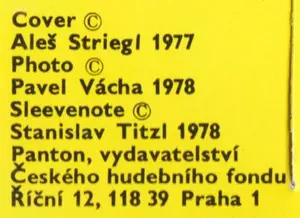 Cover ©
Aleš Striegl 1977
Photo ©
Pavel Vácha 1978
Sleevenote ©
Stanislav Titzl 1978
Panton, vydavatelství
Českého hudebního fondu
Říční 12, 118 39 Praha 1